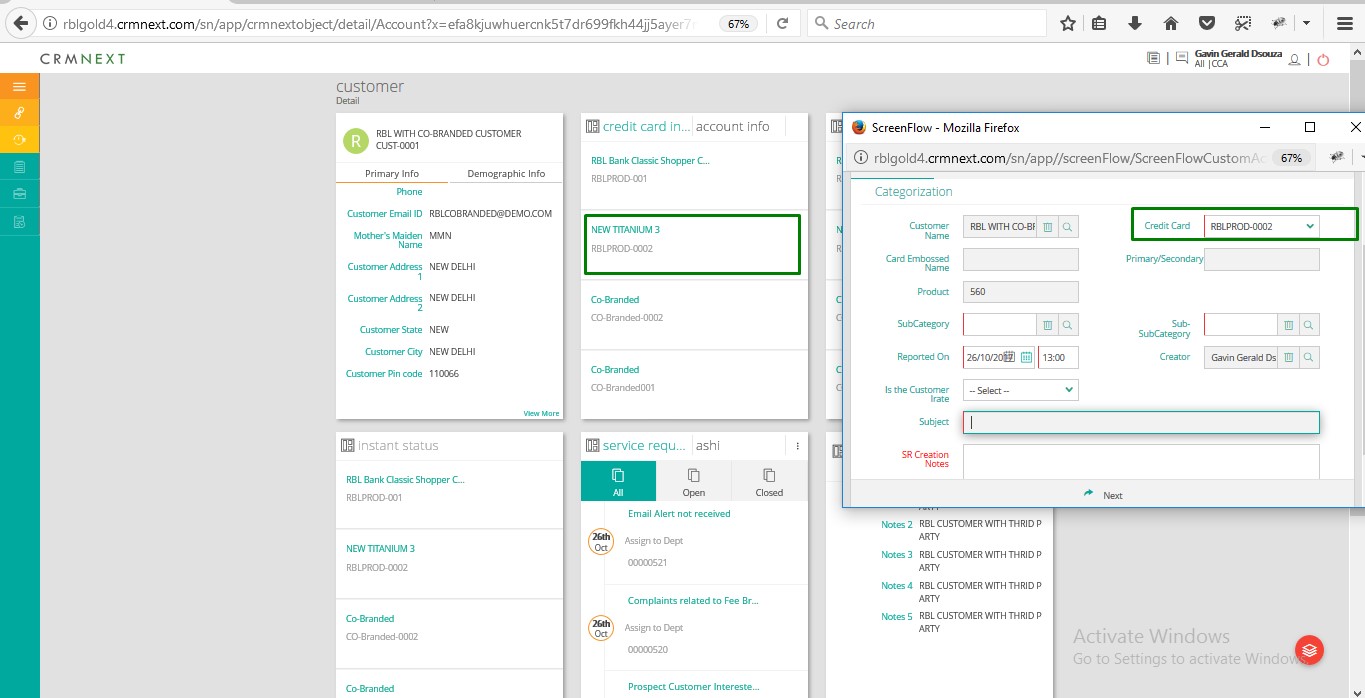 rblgold4.crmnext.com/sn/app/crmnextobject/detail/Account?x=efa8kjuwhuercnk5t7dr699fkh44jj5ayer7
67%
Search
CRMNEXT
Gavin Gerald Dsouza
All |CCA
customer
Detail
R
RBL WITH CO-BRANDED CUSTOMER
CUST-0001
Primary Info
Demographic Info
Phone
Customer Email ID RBLCOBRANDED@DEMO.COM
Mother's Maiden Name MMN
Customer Address 1 NEW DELHI
Customer Address 2 NEW DELHI
Customer State NEW
Customer City NEW DELHI
Customer Pin code 110066
View More
credit card in... account info
RBL Bank Classic Shopper C...
RBLPROD-001
NEW TITANIUM 3
RBLPROD-0002
Co-Branded
CO-Branded-0002
Co-Branded
CO-Branded001
instant status
RBL Bank Classic Shopper C...
RBLPROD-001
NEW TITANIUM 3
RBLPROD-0002
Co-Branded
CO-Branded-0002
Co-Branded
service requ... ashi
All
Open
Closed
Email Alert not received
26th Oct
Assign to Dept
00000521
Complaints related to Fee Br...
26th Oct
Assign to Dept
00000520
Prospect Customer Intereste...
ScreenFlow - Mozilla Firefox
rblgold4.crmnext.com/sn/app//screenFlow/ScreenFlowCustomAc
67%
Categorization
Customer Name
RBL WITH CO-BR
Credit Card
RBLPROD-0002
Card Embossed Name
Primary/Secondary
Product
560
SubCategory
Sub-SubCategory
Reported On
26/10/2017
13:00
Creator
Gavin Gerald Ds
Is the Customer Irate
-- Select --
Subject
SR Creation Notes
Next
ARTY
Notes 2 RBL CUSTOMER WITH THRID P
ARTY
Notes 3 RBL CUSTOMER WITH THRID P
ARTY
Notes 4 RBL CUSTOMER WITH THRID P
ARTY
Notes 5 RBL CUSTOMER WITH THRID P
ARTY
Activate Windows
Go to Settings to activate Windows